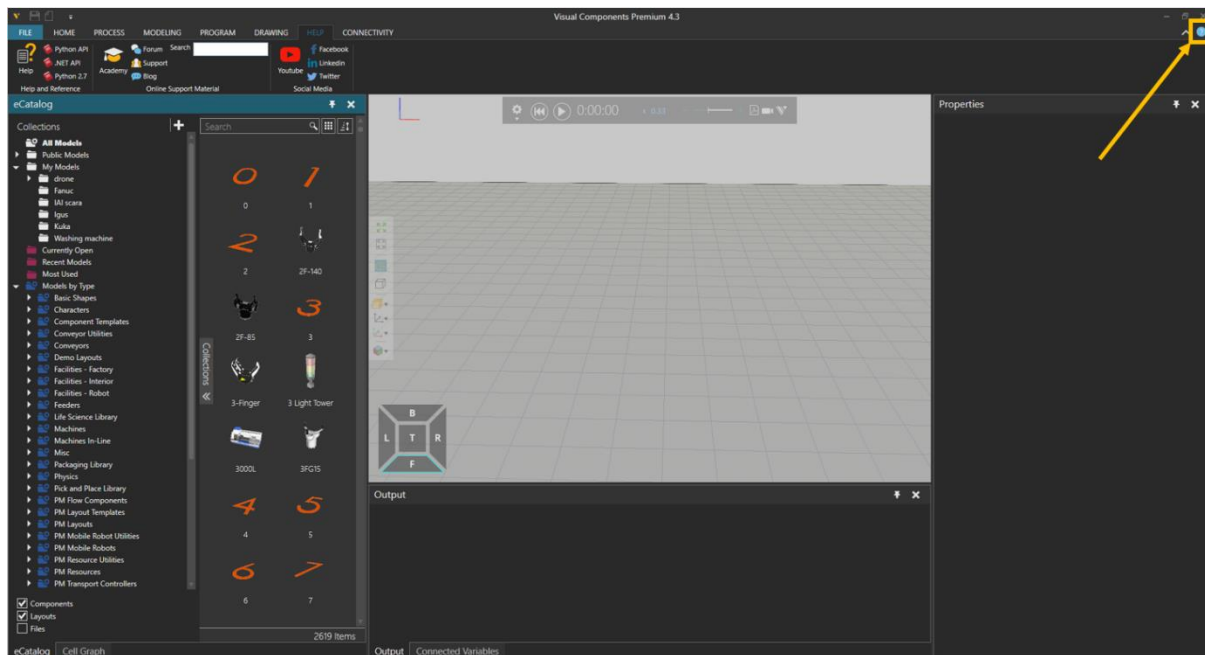 Visual Components Premium 4.3
FILE HOME PROCESS MODELING PROGRAM DRAWING HELP CONNECTIVITY
Help
Python API
.NET API
Python 2.7
Help and Reference
Academy
Forum
Support
Blog
Search
Online Support Material
Youtube
Facebook
Linkedin
Twitter
Social Media
eCatalog
Collections
All Models
Public Models
My Models
drone
Fanuc
IAI scara
Igus
Kuka
Washing machine
Currently Open
Recent Models
Most Used
Models by Type
Basic Shapes
Characters
Component Templates
Conveyor Utilities
Conveyors
Demo Layouts
Facilities - Factory
Facilities - Interior
Facilities - Robot
Feeders
Life Science Library
Machines
Machines In-Line
Misc
Packaging Library
Physics
Pick and Place Library
PM Flow Components
PM Layout Templates
PM Layouts
PM Mobile Robot Utilities
PM Mobile Robots
PM Resource Utilities
PM Resources
PM Transport Controllers
Components
Layouts
Files
Collections
Search
0 1
0 1
2
2 2F-140
3
2F-85 3
3-Finger 3 Light Tower
3000L 3FG15
4 5
4 5
6 7
6 7
2619 Items
eCatalog Cell Graph
0:00:00
B
L T R
F
Output
Output Connected Variables
Properties